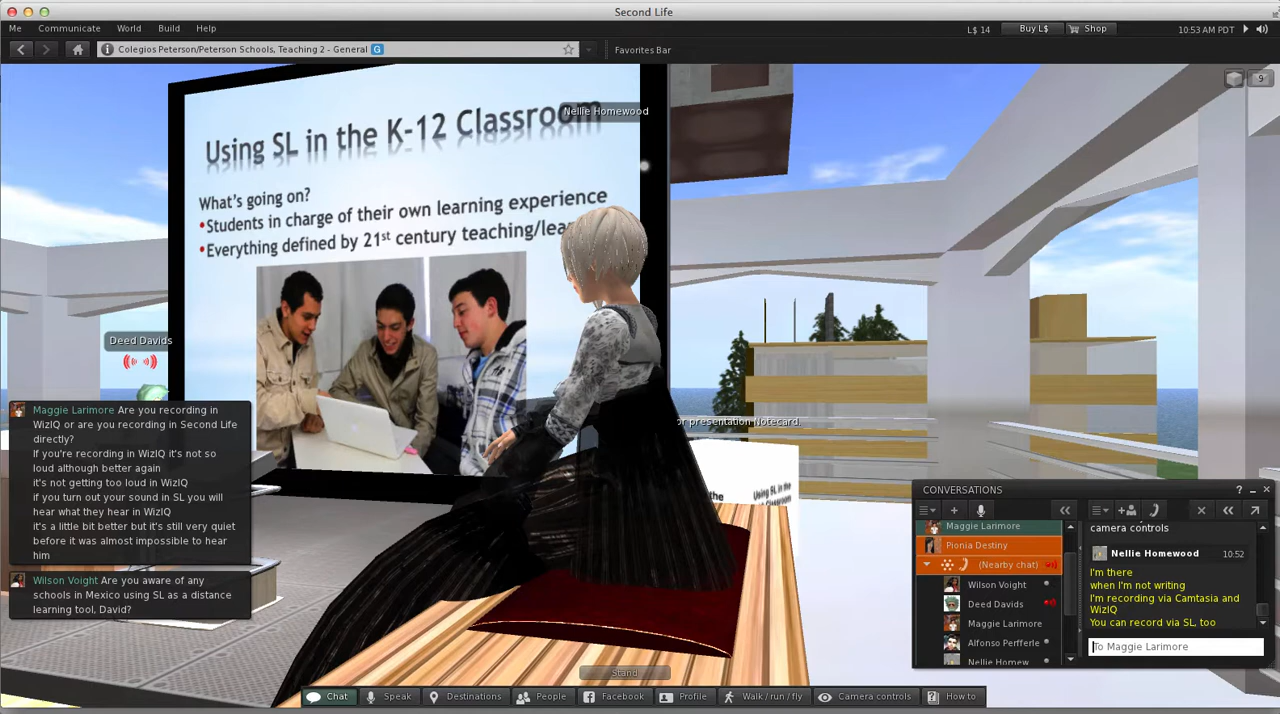 Second Life
Me Communicate World Build Help
L$ 14 Buy L$ Shop 10:53 AM PDT
Colegios Peterson/Peterson Schools, Teaching 2 - General G
Favorites Bar
9
Nellie Homewood
Using SL in the K-12 Classroom
What's going on?
•Students in charge of their own learning experience
•Everything defined by 21st century teaching/lea
Deed Davids
Maggie Larimore Are you recording in
WizIQ or are you recording in Second Life
directly?
If you're recording in WizIQ it's not so
loud although better again
it's not getting too loud in WizIQ
if you turn out your sound in SL you will
hear what they hear in WizIQ
it's a little bit better but it's still very quiet
before it was almost impossible to hear
him
Wilson Voight Are you aware of any
schools in Mexico using SL as a distance
learning tool, David?
or presentation Notecard.
the
Using SL in the
CONVERSATIONS
? _ ×
Maggie Larimore
Pionia Destiny
(Nearby chat)
Wilson Voight
Deed Davids
Maggie Larimore
Alfonso Perfferle
Nellie Homew
camera controls
Nellie Homewood 10:52
I'm there
when I'm not writing
I'm recording via Camtasia and
WizIQ
You can record via SL, too
To Maggie Larimore
Stand
Chat Speak Destinations People Facebook Profile Walk / run / fly Camera controls How to